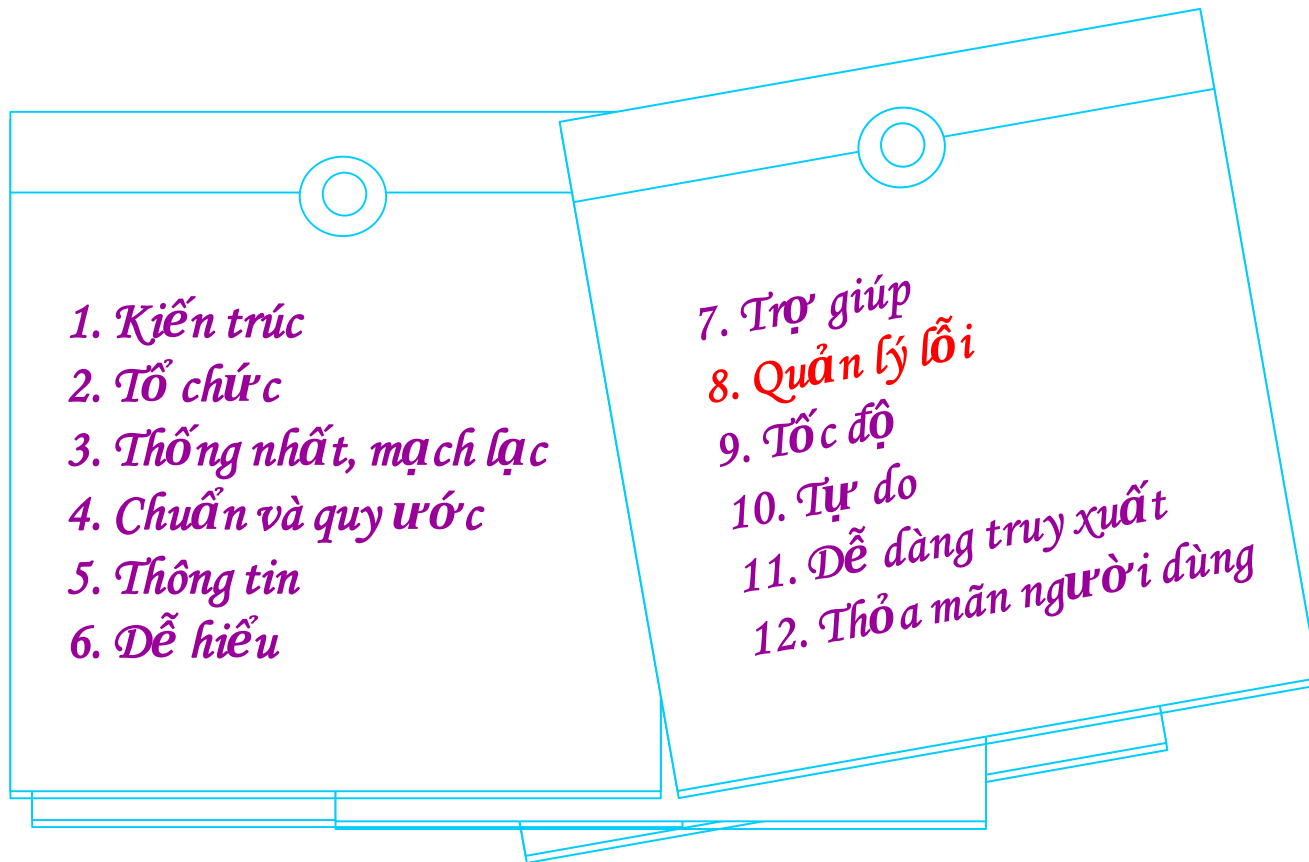 1. Kiến trúc
2. Tổ chức
3. Thống nhất, mạch lạc
4. Chuẩn và quy ước
5. Thông tin
6. Dễ hiểu
7. Trợ giúp
8. Quản lý lỗi
9. Tốc độ
10. Tự do
11. Dễ dàng truy xuất
12. Thỏa mãn người dùng